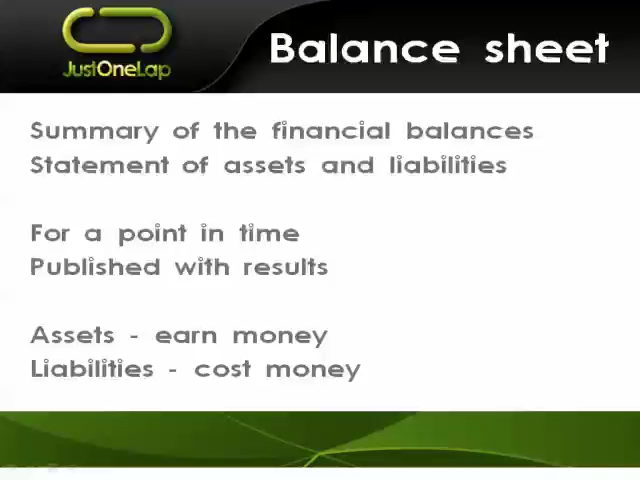 JustOneLap
Balance sheet
Summary of the financial balances
Statement of assets and liabilities
For a point in time
Published with results
Assets - earn money
Liabilities - cost money